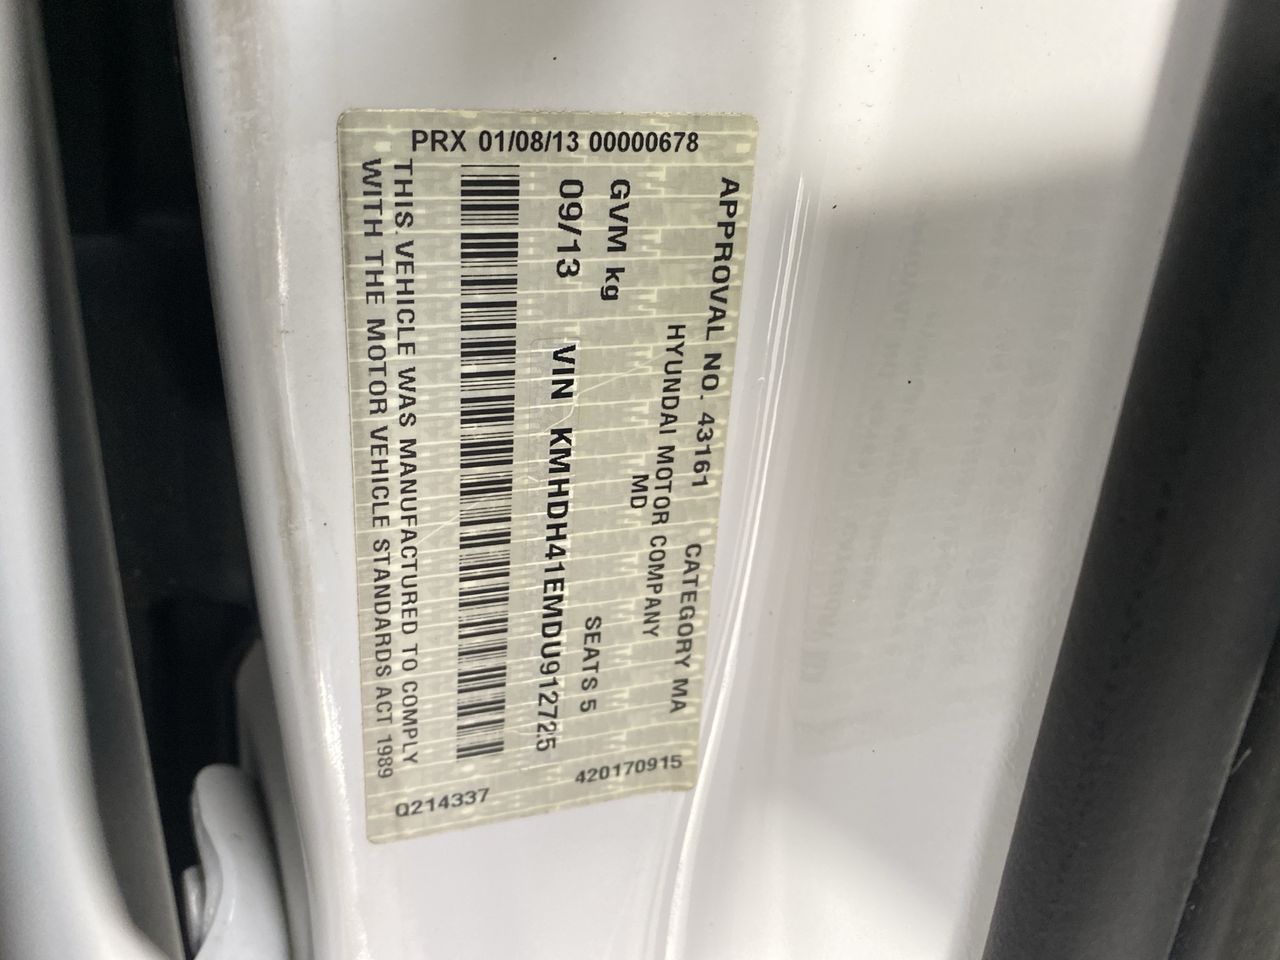 PRX 01/08/13 00000678
APPROVAL NO. 43161 CATEGORY MA
HYUNDAI MOTOR COMPANY
MD
GVM kg SEATS 5
09/13 VIN KMHDH41EMDU912725
THIS VEHICLE WAS MANUFACTURED TO COMPLY
WITH THE MOTOR VEHICLE STANDARDS ACT 1989
420170915
Q214337